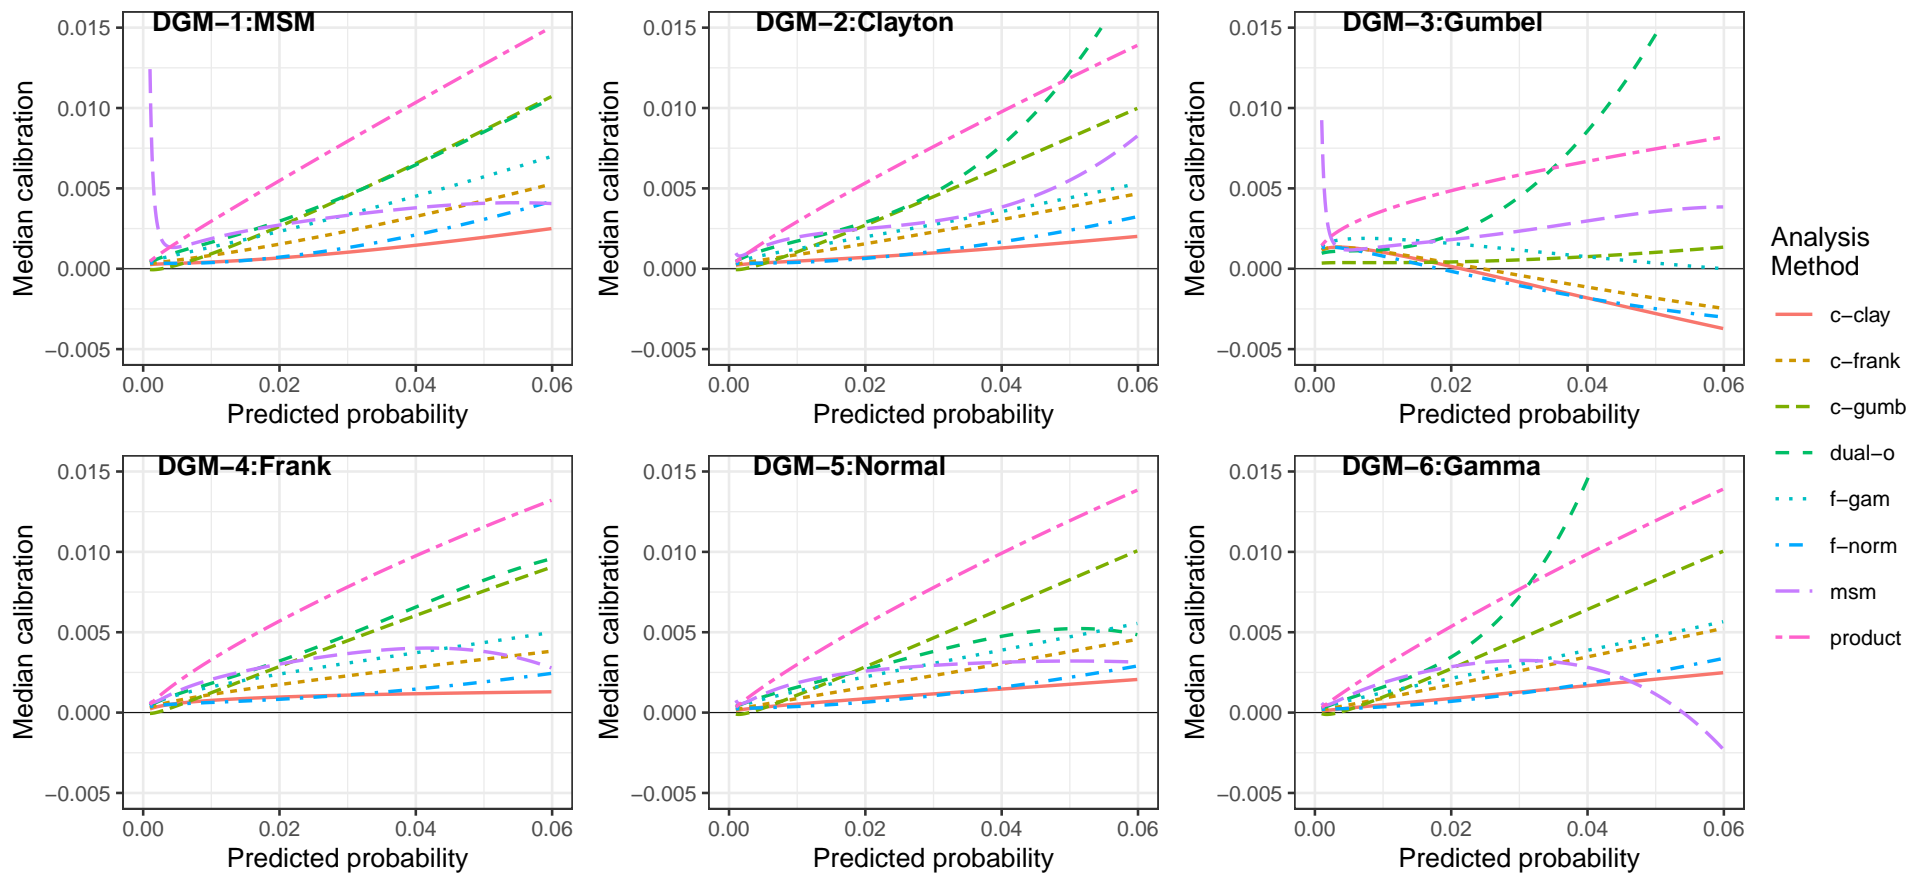 DGM−1:MSM
0.015
0.010
0.005
0.000
−0.005
Median calibration
0.00 0.02 0.04 0.06
Predicted probability
DGM−2:Clayton
0.015
0.010
0.005
0.000
−0.005
Median calibration
0.00 0.02 0.04 0.06
Predicted probability
DGM−3:Gumbel
0.015
0.010
0.005
0.000
−0.005
Median calibration
0.00 0.02 0.04 0.06
Predicted probability
DGM−4:Frank
0.015
0.010
0.005
0.000
−0.005
Median calibration
0.00 0.02 0.04 0.06
Predicted probability
DGM−5:Normal
0.015
0.010
0.005
0.000
−0.005
Median calibration
0.00 0.02 0.04 0.06
Predicted probability
DGM−6:Gamma
0.015
0.010
0.005
0.000
−0.005
Median calibration
0.00 0.02 0.04 0.06
Predicted probability
Analysis
Method
c−clay
c−frank
c−gumb
dual−o
f−gam
f−norm
msm
product